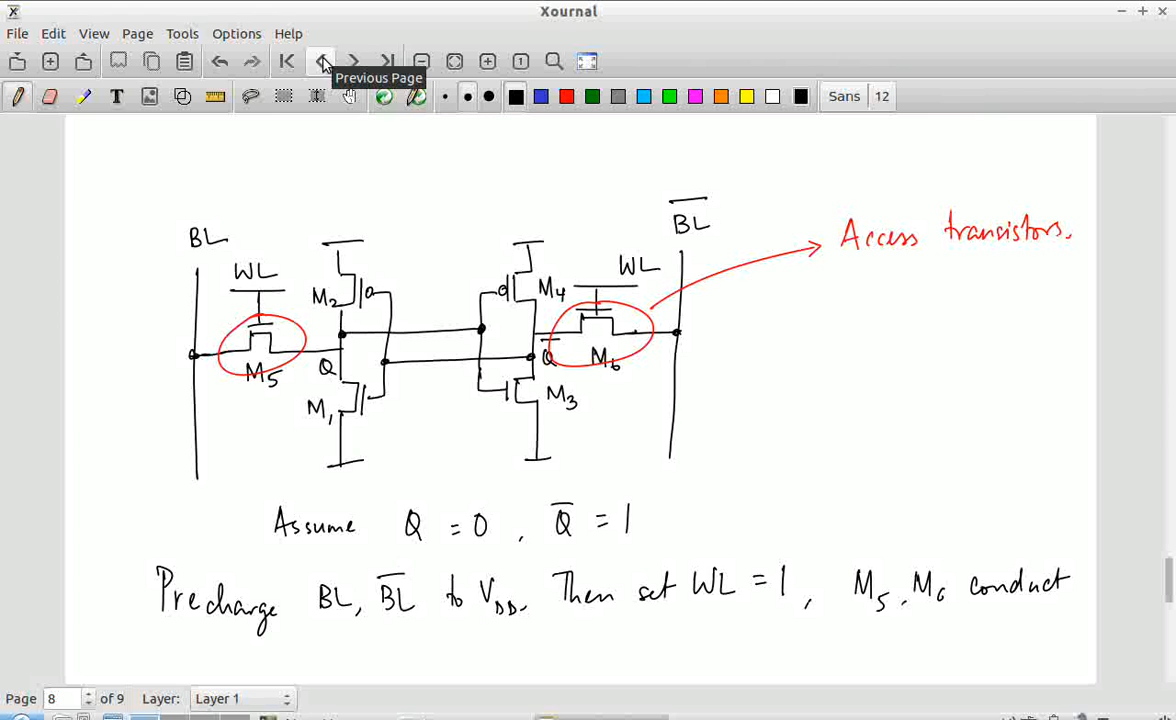 Xournal
File Edit View Page Tools Options Help
Previous Page
Sans 12
BL
WL
M2
Q
M5
M1
M4
WL
B̅L̅
Q̅
M6
M3
Access transistors.
Assume Q = 0, Q̅ = 1
Precharge BL, B̅L̅ to VDD. Then set WL = 1, M5, M6 conduct
Page 8 of 9 Layer: Layer 1